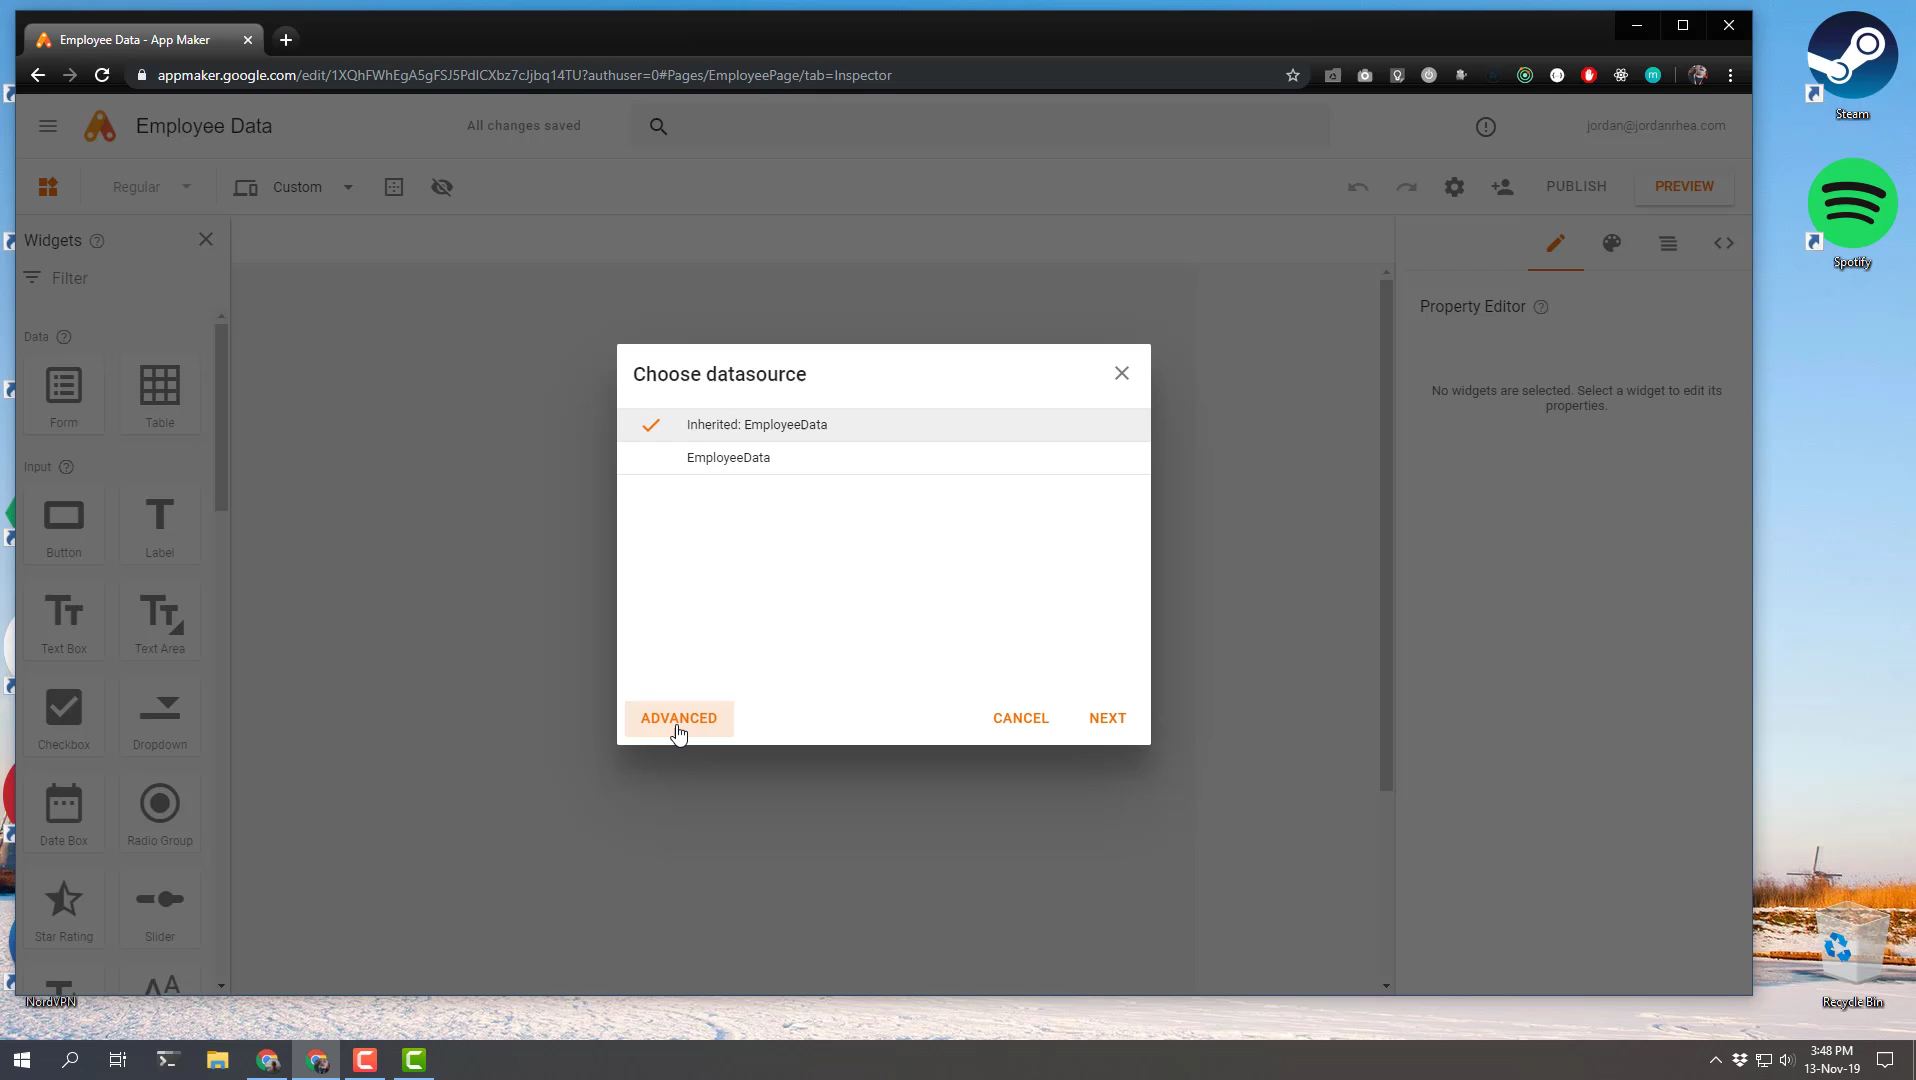 Employee Data - App Maker
appmaker.google.com/edit/1XQhFWhEgA5gFSJ5PdlCXbz7cJjbq14TU?authuser=0#Pages/EmployeePage/tab=Inspector
Employee Data
All changes saved
jordan@jordanrhea.com
Regular
Custom
PUBLISH
PREVIEW
Widgets
Filter
Data
Form
Table
Input
Button
Label
Text Box
Text Area
Checkbox
Dropdown
Date Box
Radio Group
Star Rating
Slider
Property Editor
No widgets are selected. Select a widget to edit its
properties.
Choose datasource
Inherited: EmployeeData
EmployeeData
ADVANCED
CANCEL
NEXT
Steam
Spotify
NordVPN
Recycle Bin
3:48 PM
13-Nov-19